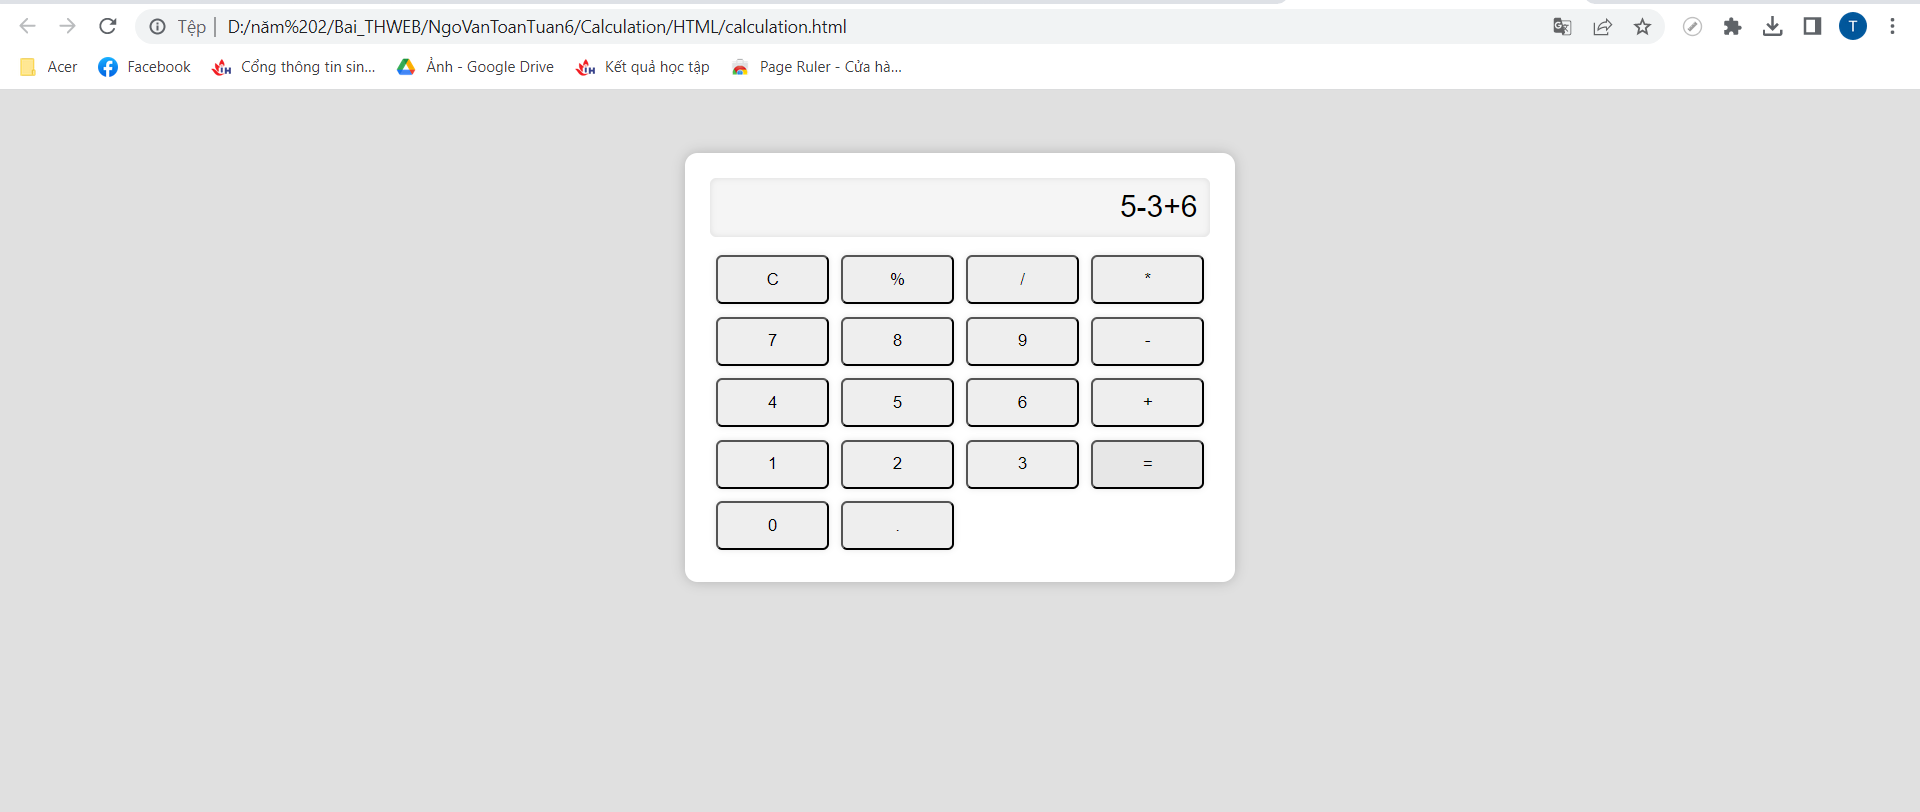 Tệp | D:/năm%202/Bai_THWEB/NgoVanToanTuan6/Calculation/HTML/calculation.html T
Acer Facebook Cổng thông tin sin... Ảnh - Google Drive Kết quả học tập Page Ruler - Cửa hà...
5-3+6
C % / *
7 8 9 -
4 5 6 +
1 2 3 =
0 .